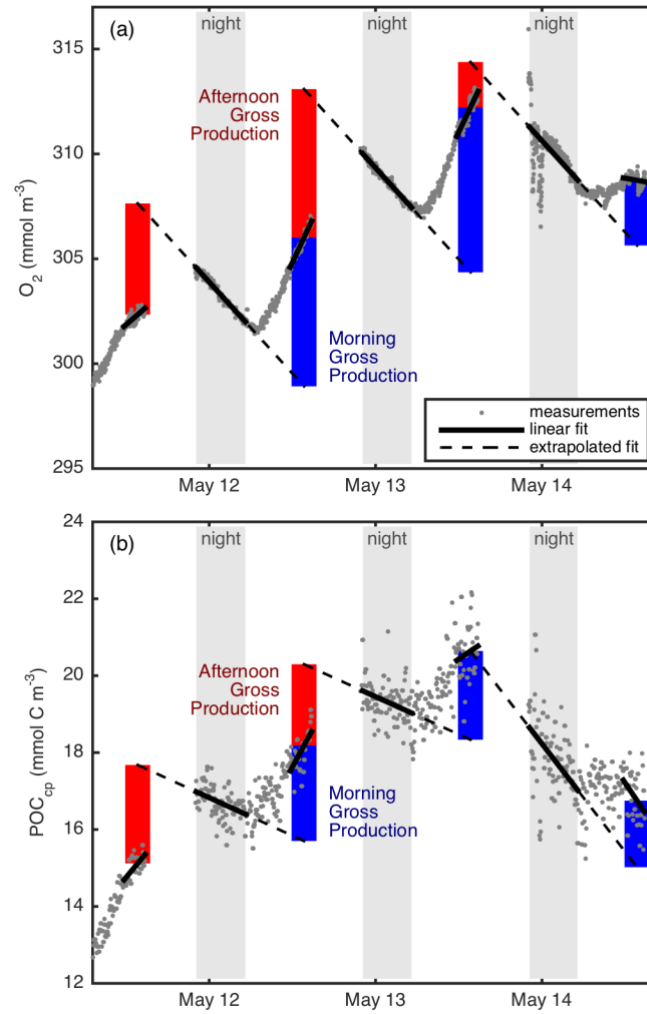 (a)
night
night
night
315
310
305
300
295
O₂ (mmol m⁻³)
Afternoon
Gross
Production
Morning
Gross
Production
measurements
linear fit
extrapolated fit
May 12
May 13
May 14
(b)
night
night
night
24
22
20
18
16
14
12
POC_cp (mmol C m⁻³)
Afternoon
Gross
Production
Morning
Gross
Production
May 12
May 13
May 14